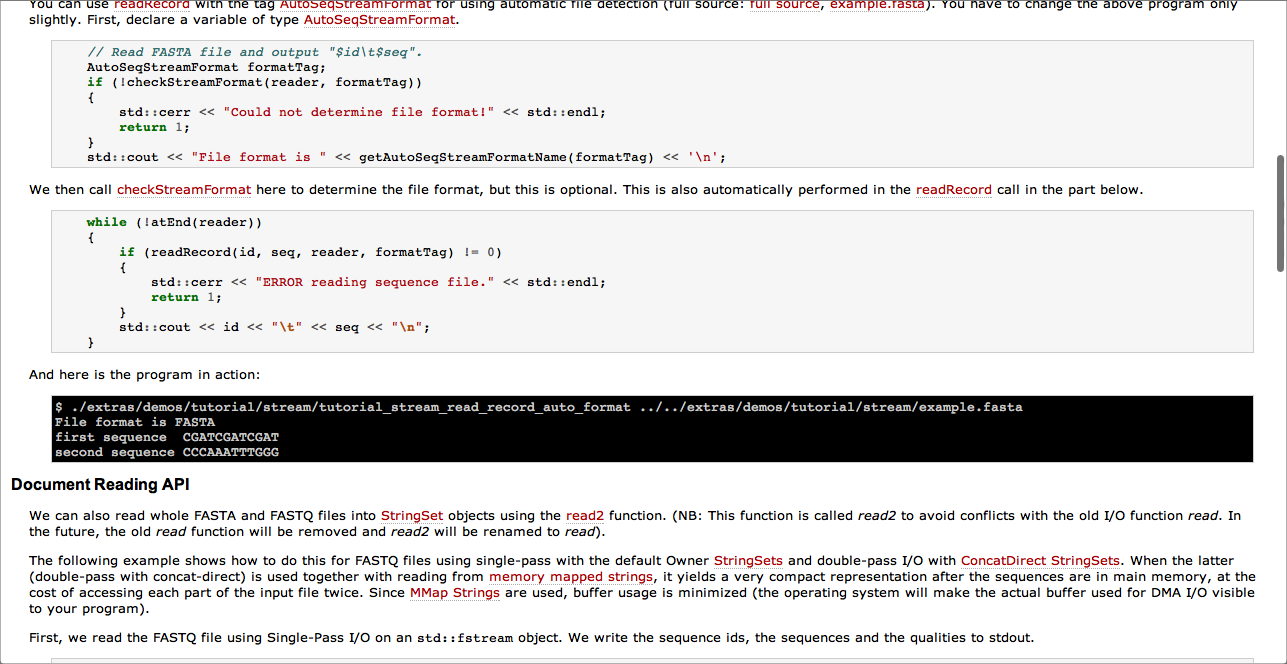 You can use readRecord with the tag AutoSeqStreamFormat for using automatic file detection (full source: full source, example.fasta). You have to change the above program only
slightly. First, declare a variable of type AutoSeqStreamFormat.
// Read FASTA file and output "$id\t$seq".
AutoSeqStreamFormat formatTag;
if (!checkStreamFormat(reader, formatTag))
{
    std::cerr << "Could not determine file format!" << std::endl;
    return 1;
}
std::cout << "File format is " << getAutoSeqStreamFormatName(formatTag) << '\n';
We then call checkStreamFormat here to determine the file format, but this is optional. This is also automatically performed in the readRecord call in the part below.
while (!atEnd(reader))
{
    if (readRecord(id, seq, reader, formatTag) != 0)
    {
        std::cerr << "ERROR reading sequence file." << std::endl;
        return 1;
    }
    std::cout << id << "\t" << seq << "\n";
}
And here is the program in action:
$ ./extras/demos/tutorial/stream/tutorial_stream_read_record_auto_format ../../extras/demos/tutorial/stream/example.fasta
File format is FASTA
first sequence  CGATCGATCGAT
second sequence CCCAAATTTGGG
Document Reading API
We can also read whole FASTA and FASTQ files into StringSet objects using the read2 function. (NB: This function is called read2 to avoid conflicts with the old I/O function read. In
the future, the old read function will be removed and read2 will be renamed to read).
The following example shows how to do this for FASTQ files using single-pass with the default Owner StringSets and double-pass I/O with ConcatDirect StringSets. When the latter
(double-pass with concat-direct) is used together with reading from memory mapped strings, it yields a very compact representation after the sequences are in main memory, at the
cost of accessing each part of the input file twice. Since MMap Strings are used, buffer usage is minimized (the operating system will make the actual buffer used for DMA I/O visible
to your program).
First, we read the FASTQ file using Single-Pass I/O on an std::fstream object. We write the sequence ids, the sequences and the qualities to stdout.